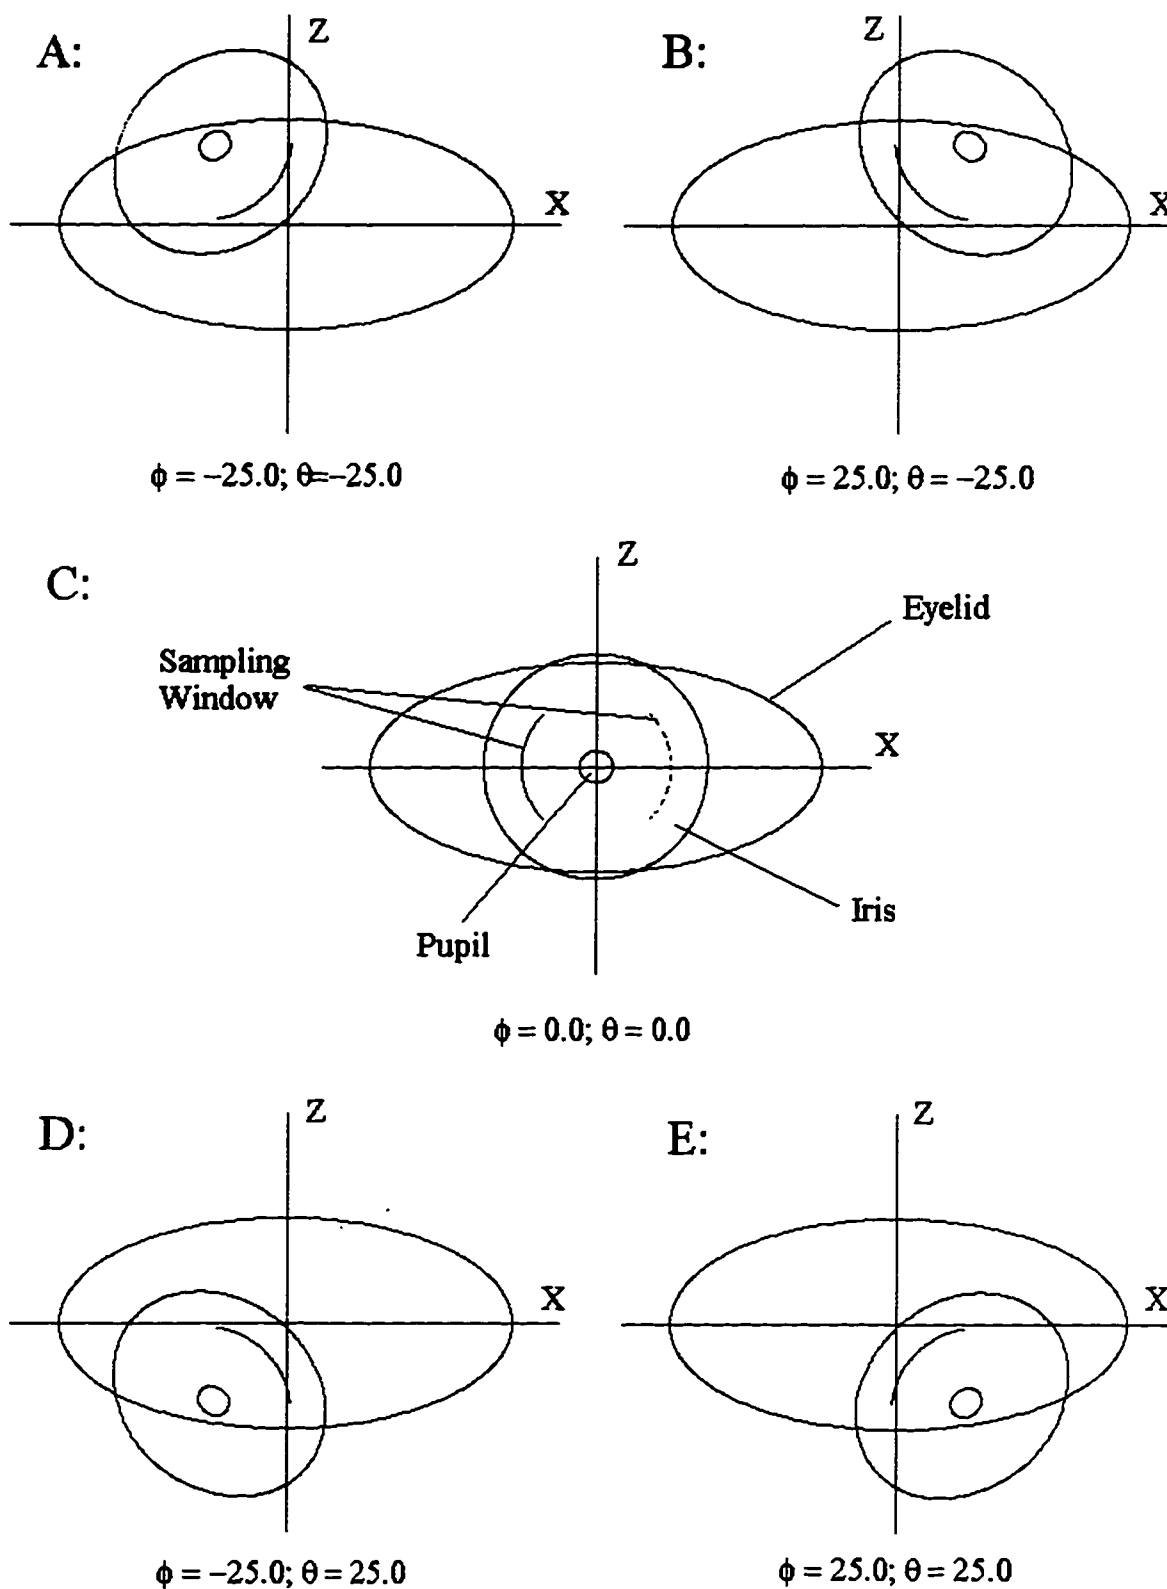 A:
Z
X
ϕ = −25.0; θ=−25.0
B:
Z
X
ϕ = 25.0; θ = −25.0
C:
Z
X
Eyelid
Sampling
Window
Pupil
Iris
ϕ = 0.0; θ = 0.0
D:
Z
X
ϕ = −25.0; θ = 25.0
E:
Z
X
ϕ = 25.0; θ = 25.0